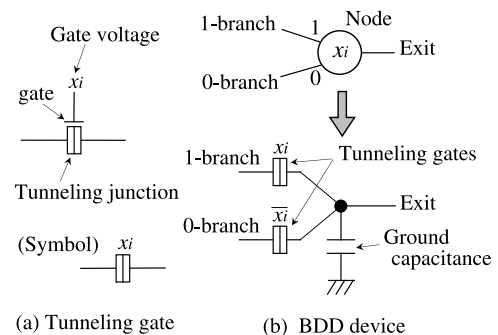 Gate voltage
xi
gate
Tunneling junction
(Symbol) xi
(a) Tunneling gate
1-branch 1 Node
xi Exit
0-branch 0
1-branch xi Tunneling gates
Exit
0-branch x̅i̅
Ground
capacitance
(b) BDD device